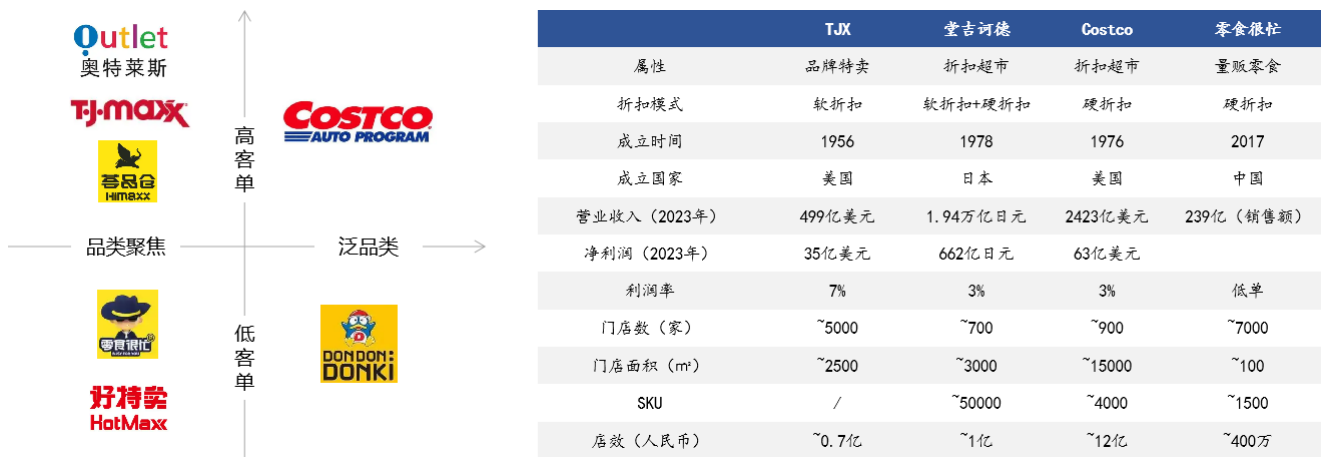 Outlet
奥特莱斯
T·J·maxx
COSTCO
AUTO PROGRAM
荟品仓
HIMAXX
高客单
品类聚焦
泛品类
低客单
零食很忙
DON DON:
DONKI
好特卖
HotMaxx
TJX 堂吉诃德 Costco 零食很忙
属性 品牌特卖 折扣超市 折扣超市 量贩零食
折扣模式 软折扣 软折扣+硬折扣 硬折扣 硬折扣
成立时间 1956 1978 1976 2017
成立国家 美国 日本 美国 中国
营业收入（2023年） 499亿美元 1.94万亿日元 2423亿美元 239亿（销售额）
净利润（2023年） 35亿美元 662亿日元 63亿美元
利润率 7% 3% 3% 低单
门店数（家） ~5000 ~700 ~900 ~7000
门店面积（㎡） ~2500 ~3000 ~15000 ~100
SKU / ~50000 ~4000 ~1500
店效（人民币） ~0.7亿 ~1亿 ~12亿 ~400万